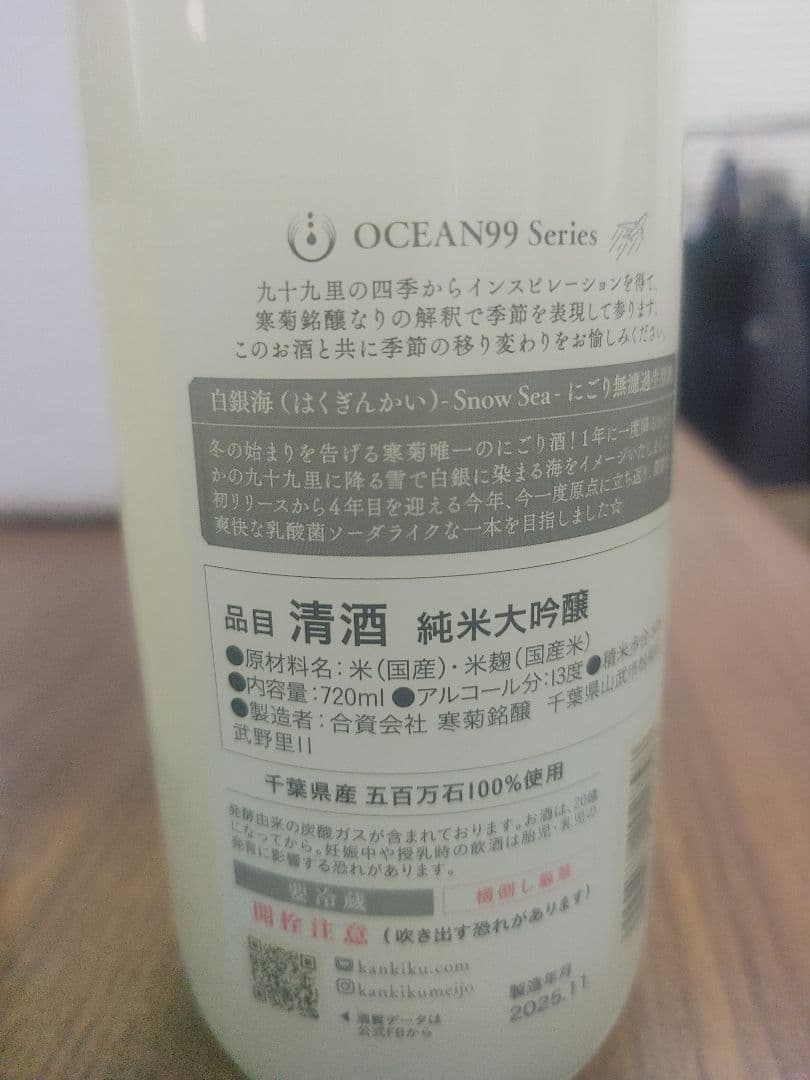 OCEAN99 Series
九十九里の四季からインスピレーションを得て、
寒菊銘醸なりの解釈で季節を表現して参ります。
このお酒と共に季節の移り変わりをお愉しみください。
白銀海（はくぎんかい）- Snow Sea - にごり無濾過生
冬の始まりを告げる寒菊唯一のにごり酒！1年に一度
かの九十九里に降る雪で白銀に染まる海をイメージいたしました
初リリースから4年目を迎える今年、今一度原点に立ち返り、
爽快な乳酸菌ソーダライクな一本を目指しました☆
品目 清酒 純米大吟醸
●原材料名：米（国産）・米麹（国産米）
●内容量：720ml ●アルコール分：13度 ●精米歩合
●製造者：合資会社 寒菊銘醸 千葉県山武市
武野里11
千葉県産 五百万石100%使用
発酵由来の炭酸ガスが含まれております。お酒は、20歳
になってから。妊娠中や授乳時の飲酒は胎児・乳児の
発育に影響する恐れがあります。
要冷蔵 横倒し厳禁
開栓注意（吹き出す恐れがあります）
kankiku.com
kankikumeijo
製造年月
2025.11
◀ 酒質データは
公式FBから